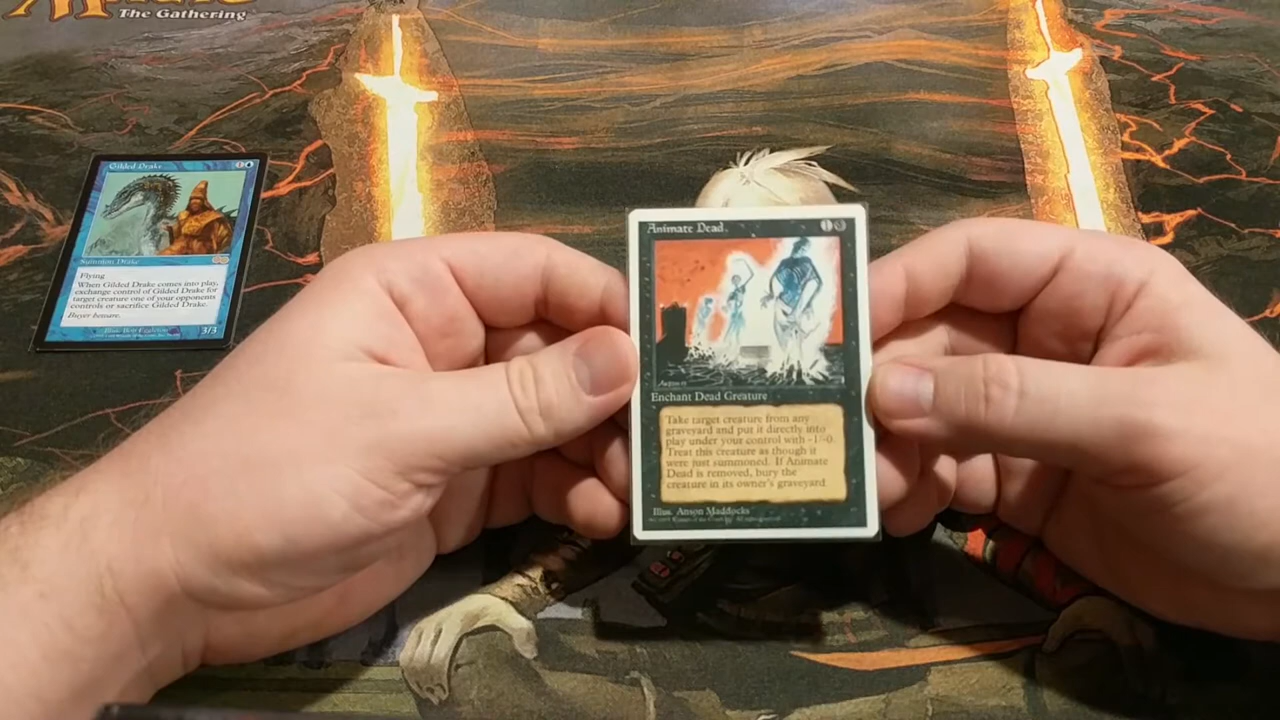 The Gathering
Gilded Drake
Summon Drake
Flying
When Gilded Drake comes into play,
exchange control of Gilded Drake for
target creature one of your opponents
controls or sacrifice Gilded Drake.
Buyer beware.
3/3
Animate Dead
1
Enchant Dead Creature
Take target creature from any
graveyard and put it directly into
play under your control with -1/-0.
Treat this creature as though it
were just summoned. If Animate
Dead is removed, bury the
creature in its owner's graveyard.
Illus. Anson Maddocks